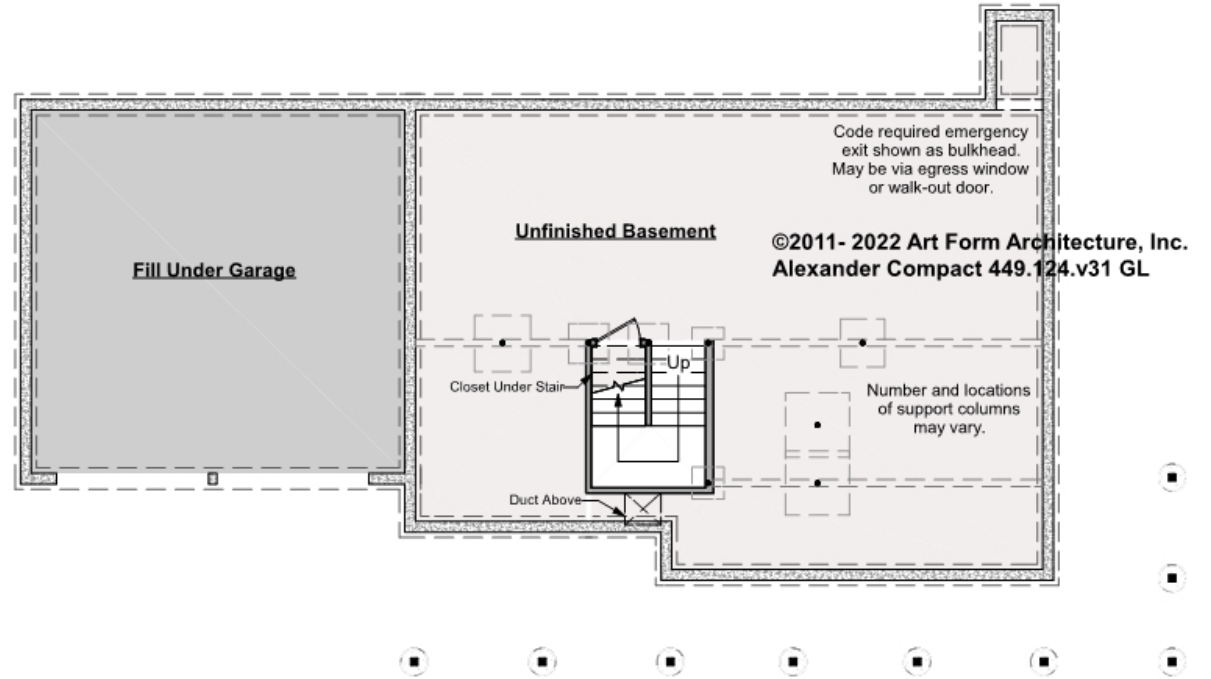 Code required emergency
exit shown as bulkhead.
May be via egress window
or walk-out door.
Unfinished Basement
©2011- 2022 Art Form Architecture, Inc.
Alexander Compact 449.124.v31 GL
Fill Under Garage
Up
Closet Under Stair
Number and locations
of support columns
may vary.
Duct Above